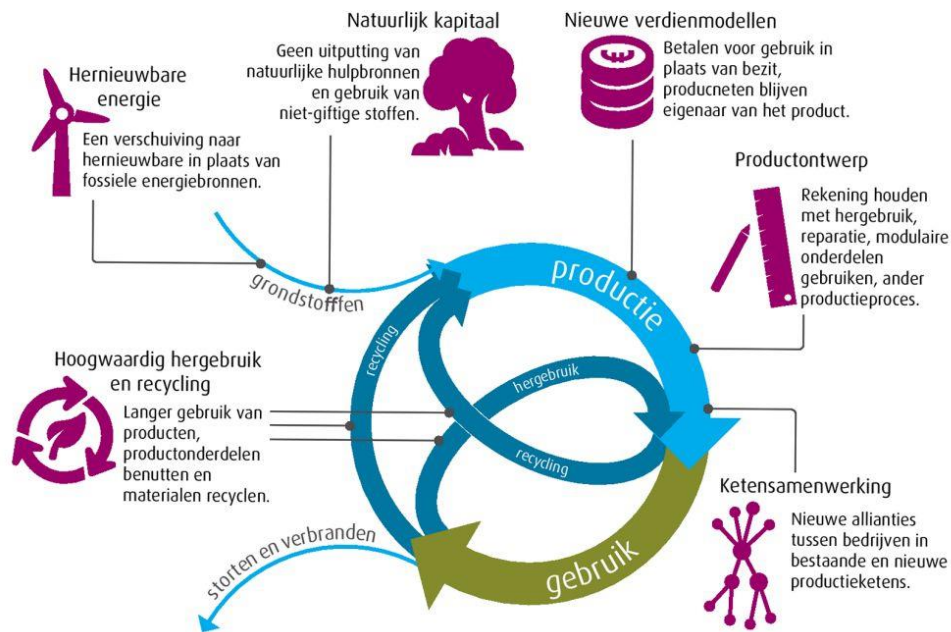 Natuurlijk kapitaal
Geen uitputting van
natuurlijke hulpbronnen
en gebruik van
niet-giftige stoffen.
Nieuwe verdienmodellen
Betalen voor gebruik in
plaats van bezit,
producneten blijven
eigenaar van het product.
Hernieuwbare
energie
Een verschuiving naar
hernieuwbare in plaats van
fossiele energiebronnen.
Productontwerp
Rekening houden
met hergebruik,
reparatie, modulaire
onderdelen
gebruiken, ander
productieproces.
grondstoffen
productie
recycling
hergebruik
recycling
Hoogwaardig hergebruik
en recycling
Langer gebruik van
producten,
productonderdelen
benutten en
materialen recyclen.
Ketensamenwerking
Nieuwe allianties
tussen bedrijven in
bestaande en nieuwe
productieketens.
storten en verbranden
gebruik